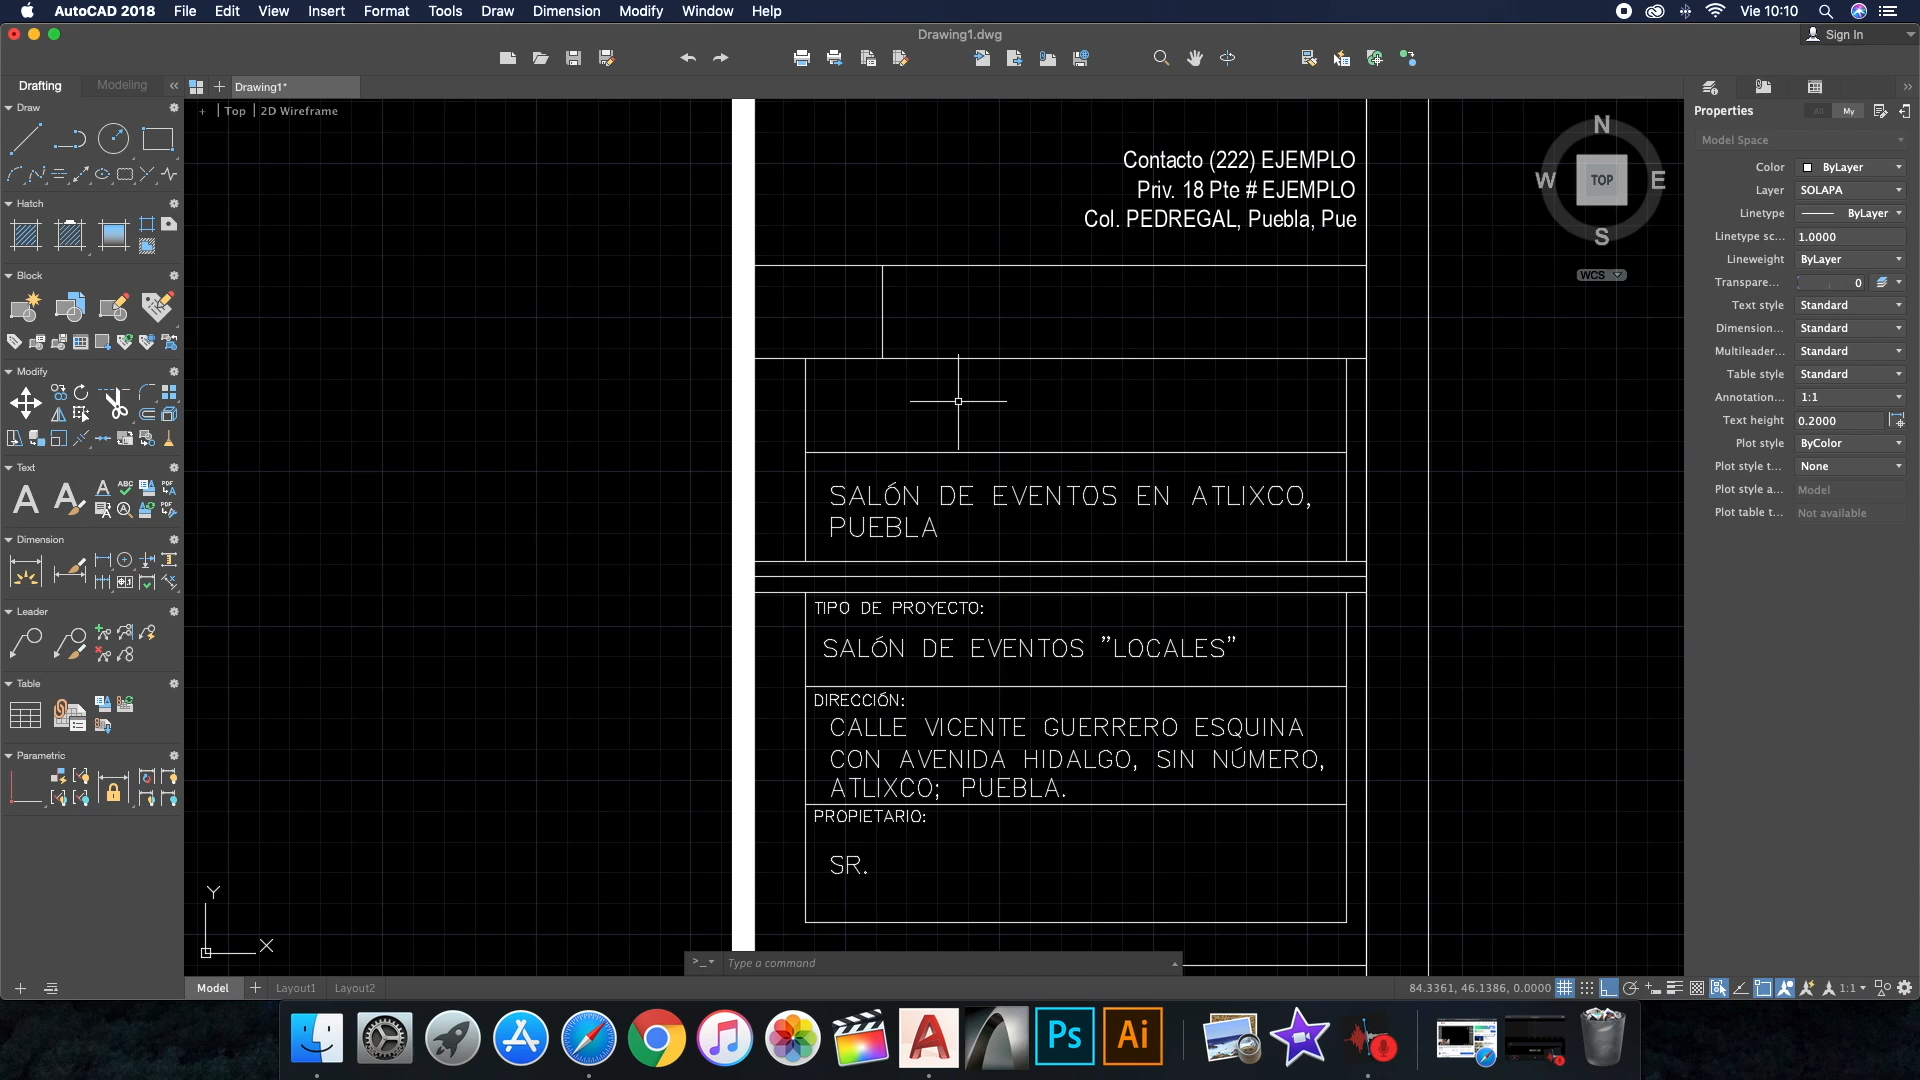 AutoCAD 2018 File Edit View Insert Format Tools Draw Dimension Modify Window Help
Vie 10:10
Drawing1.dwg
Sign In
Drafting Modeling
Drawing1*
+ Top 2D Wireframe
Draw
Hatch
Block
Modify
Text
Dimension
Leader
Table
Parametric
Contacto (222) EJEMPLO
Priv. 18 Pte # EJEMPLO
Col. PEDREGAL, Puebla, Pue
SALÓN DE EVENTOS EN ATLIXCO,
PUEBLA
TIPO DE PROYECTO:
SALÓN DE EVENTOS "LOCALES"
DIRECCIÓN:
CALLE VICENTE GUERRERO ESQUINA
CON AVENIDA HIDALGO, SIN NÚMERO,
ATLIXCO; PUEBLA.
PROPIETARIO:
SR.
Y
X
N
W TOP E
S
WCS
Properties All My
Model Space
Color ByLayer
Layer SOLAPA
Linetype ByLayer
Linetype sc... 1.0000
Lineweight ByLayer
Transpare... 0
Text style Standard
Dimension... Standard
Multileader... Standard
Table style Standard
Annotation... 1:1
Text height 0.2000
Plot style ByColor
Plot style t... None
Plot style a... Model
Plot table t... Not available
>_ Type a command
Model + Layout1 Layout2
84.3361, 46.1386, 0.0000
1:1
Ps Ai